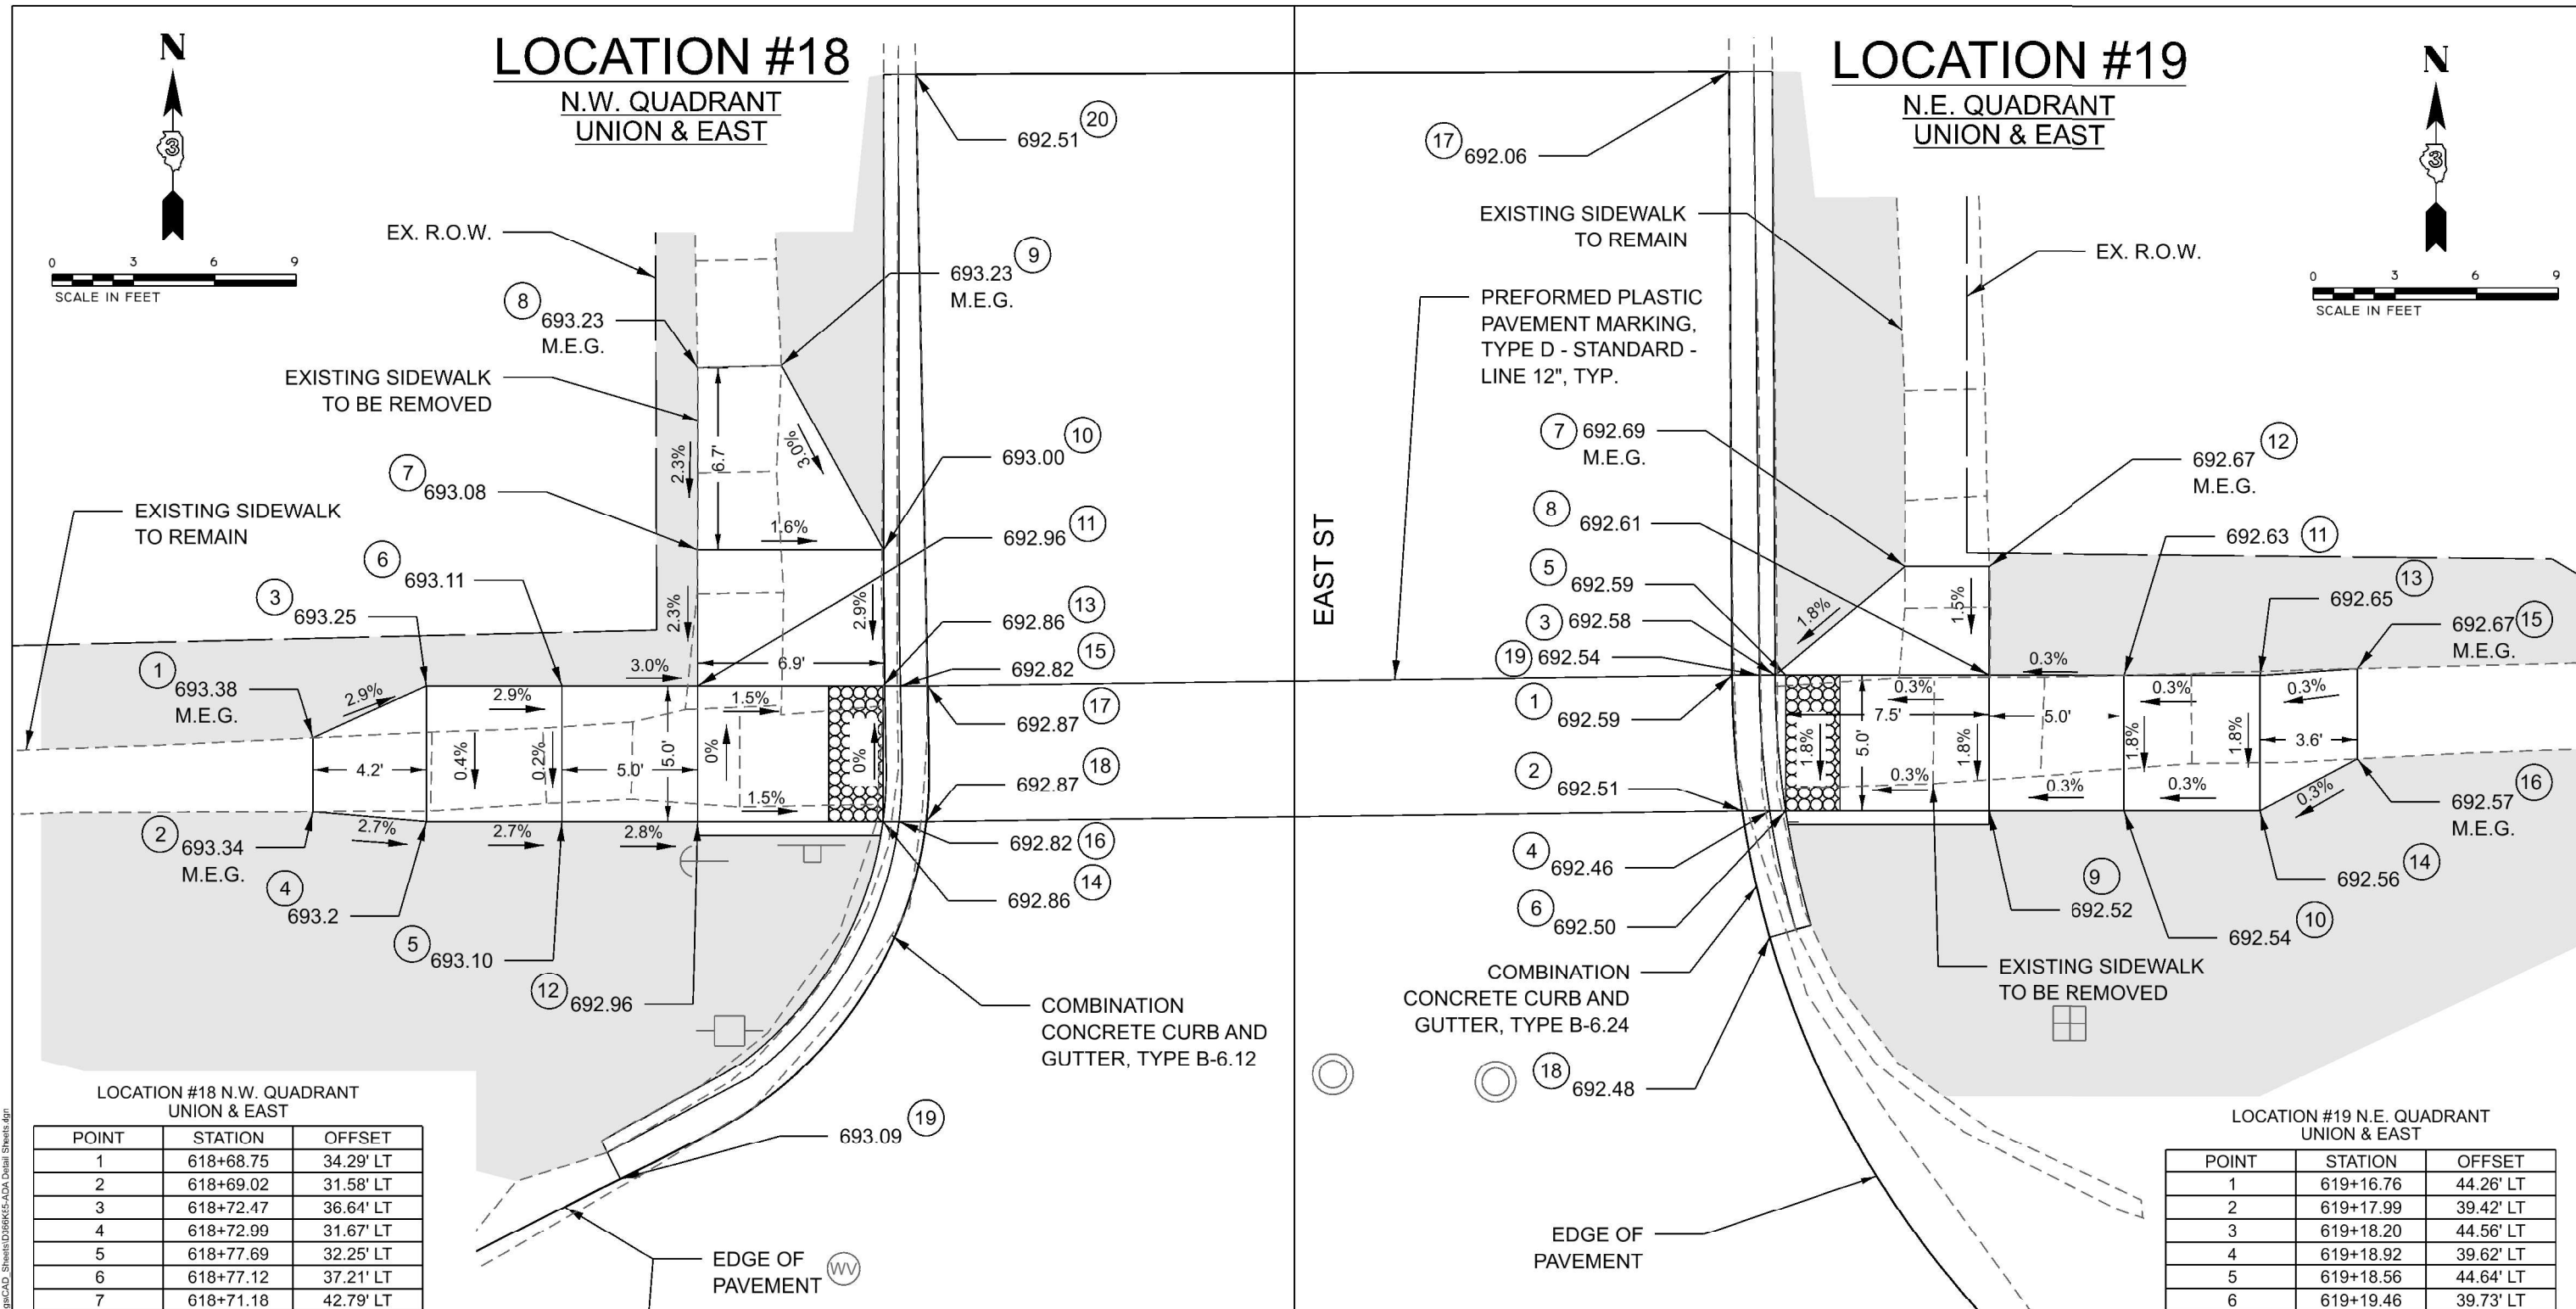 LOCATION #18
N.W. QUADRANT
UNION & EAST
N
3
0 3 6 9
SCALE IN FEET
EX. R.O.W.
20
692.51
9
693.23
M.E.G.
8
693.23
M.E.G.
EXISTING SIDEWALK
TO BE REMOVED
2.3%
6.7'
3.0%
10
693.00
7
693.08
1.6%
EXISTING SIDEWALK
TO REMAIN
692.96 11
6
693.11
3
693.25
2.3%
2.9%
13
692.86
15
692.82
1
693.38
M.E.G.
2.9%
2.9%
3.0%
6.9'
1.5%
17
692.87
4.2'
0.4%
0.2%
5.0'
5.0'
0%
0%
18
692.87
2.7%
2.7%
2.8%
1.5%
692.82 16
2
693.34
M.E.G.
14
692.86
4
693.2
5
693.10
12
692.96
COMBINATION
CONCRETE CURB AND
GUTTER, TYPE B-6.12
693.09 19
EDGE OF
PAVEMENT
WV
LOCATION #18 N.W. QUADRANT
UNION & EAST
POINT STATION OFFSET
1 618+68.75 34.29' LT
2 618+69.02 31.58' LT
3 618+72.47 36.64' LT
4 618+72.99 31.67' LT
5 618+77.69 32.25' LT
6 618+77.12 37.21' LT
7 618+71.18 42.79' LT
LOCATION #19
N.E. QUADRANT
UNION & EAST
N
3
0 3 6 9
SCALE IN FEET
17
692.06
EXISTING SIDEWALK
TO REMAIN
EX. R.O.W.
PREFORMED PLASTIC
PAVEMENT MARKING,
TYPE D - STANDARD -
LINE 12", TYP.
7 692.69
M.E.G.
12
692.67
M.E.G.
8
692.61
692.63 11
EAST ST
5
692.59
3 692.58
19 692.54
1.8%
1.5%
13
692.65
692.67 15
M.E.G.
0.3%
0.3%
0.3%
0.3%
1
692.59
7.5'
5.0'
5.0'
3.6'
1.8%
1.8%
1.8%
1.8%
2
692.51
0.3%
0.3%
0.3%
0.3%
16
692.57
M.E.G.
4
692.46
14
692.56
9
692.52
6
692.50
10
692.54
COMBINATION
CONCRETE CURB AND
GUTTER, TYPE B-6.24
EXISTING SIDEWALK
TO BE REMOVED
18
692.48
EDGE OF
PAVEMENT
LOCATION #19 N.E. QUADRANT
UNION & EAST
POINT STATION OFFSET
1 619+16.76 44.26' LT
2 619+17.99 39.42' LT
3 619+18.20 44.56' LT
4 619+18.92 39.62' LT
5 619+18.56 44.64' LT
6 619+19.46 39.73' LT